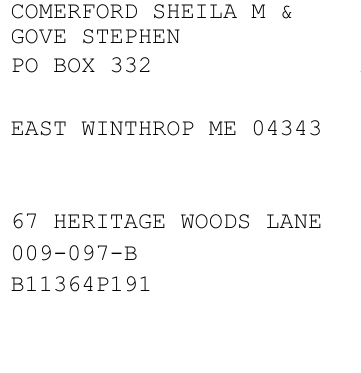 COMERFORD SHEILA M &
GOVE STEPHEN
PO BOX 332
EAST WINTHROP ME 04343
67 HERITAGE WOODS LANE
009-097-B
B11364P191